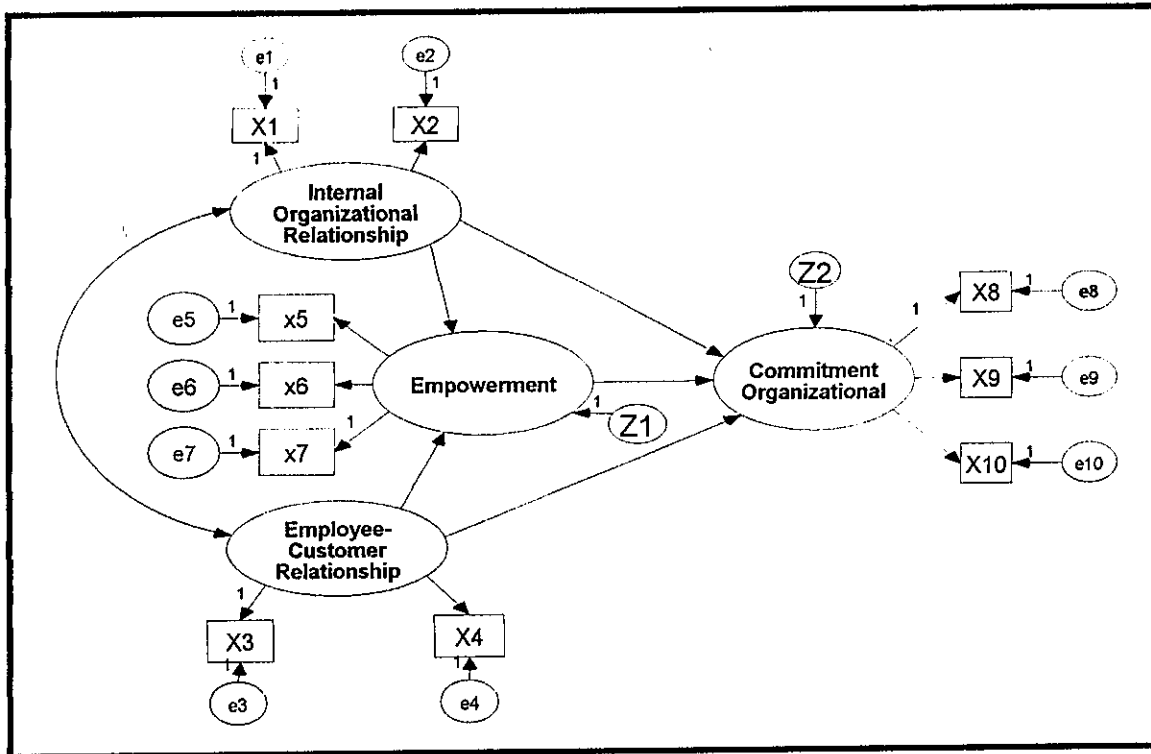 e1
e2
1
1
X1
X2
1
Internal
Organizational
Relationship
Z2
1
1
X8
1
e8
e5
1
x5
e6
1
x6
Empowerment
Commitment
Organizational
X9
1
e9
1
e7
1
x7
1
Z1
X10
1
e10
Employee-
Customer
Relationship
1
X3
X4
1
1
e3
e4